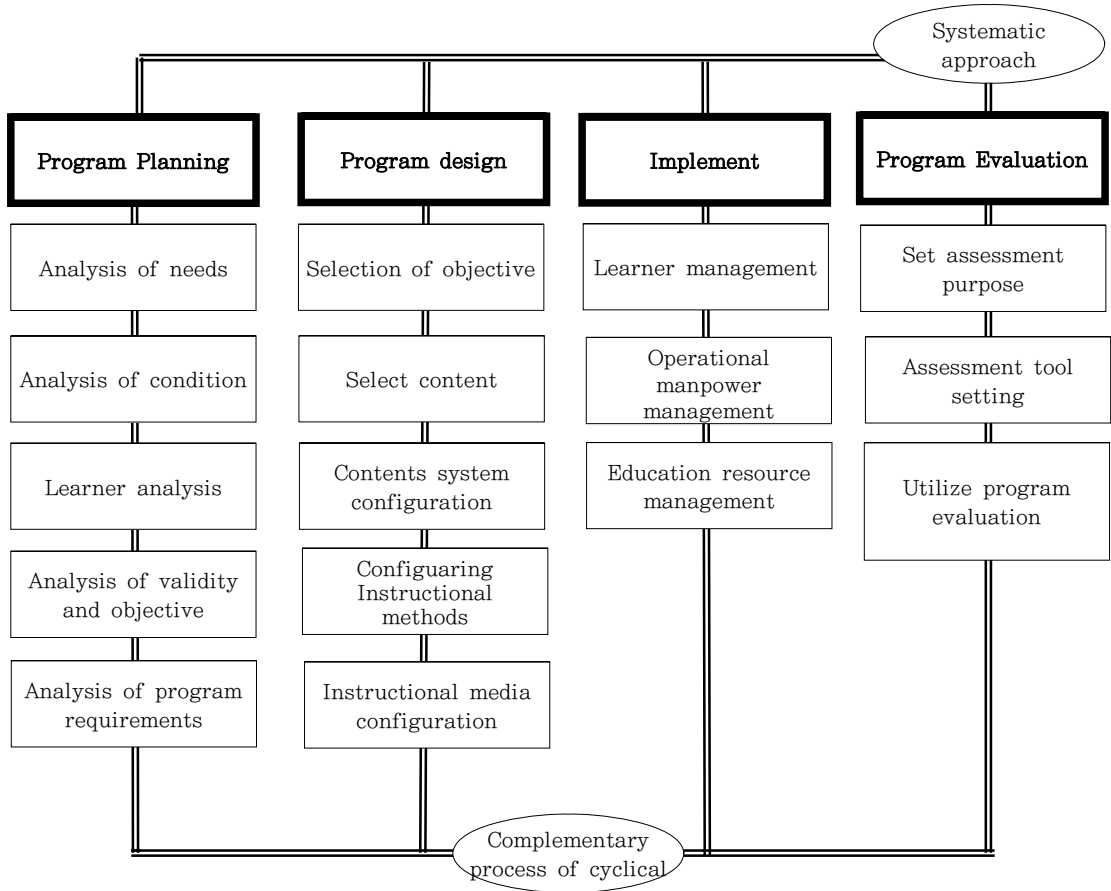 Systematic
approach
Program Planning
Program design
Implement
Program Evaluation
Analysis of needs
Analysis of condition
Learner analysis
Analysis of validity
and objective
Analysis of program
requirements
Selection of objective
Select content
Contents system
configuration
Configuaring
Instructional
methods
Instructional media
configuration
Learner management
Operational
manpower
management
Education resource
management
Set assessment
purpose
Assessment tool
setting
Utilize program
evaluation
Complementary
process of cyclical